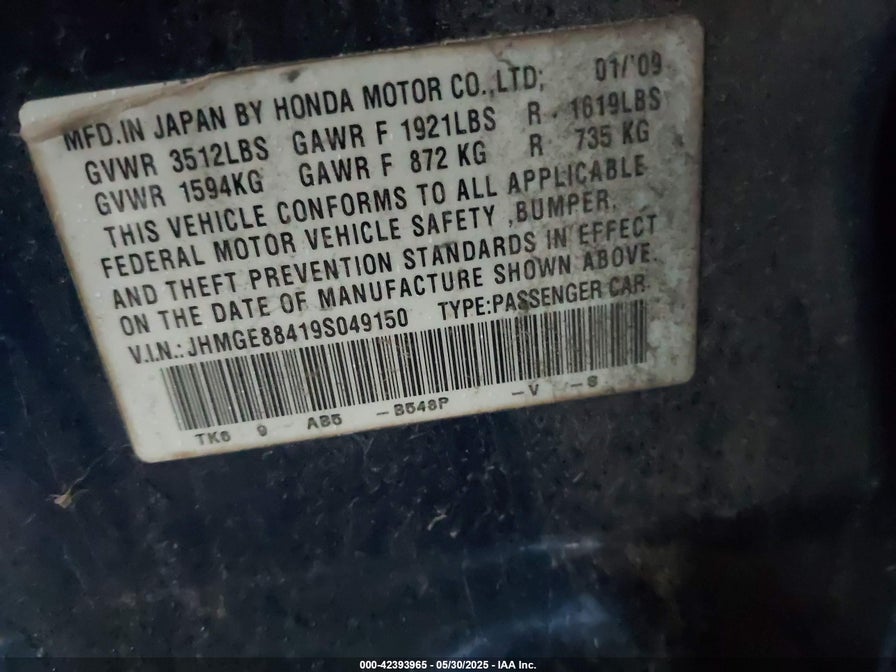 MFD.IN JAPAN BY HONDA MOTOR CO.,LTD; 01/'09
GVWR 3512LBS GAWR F 1921LBS R - 1619LBS
GVWR 1594KG GAWR F 872 KG R 735 KG
THIS VEHICLE CONFORMS TO ALL APPLICABLE
FEDERAL MOTOR VEHICLE SAFETY ,BUMPER,
AND THEFT PREVENTION STANDARDS IN EFFECT
ON THE DATE OF MANUFACTURE SHOWN ABOVE.
V.I.N.: JHMGE88419S049150 TYPE:PASSENGER CAR
TK6 9 AB5 -B548P -V -S
000-42393965 - 05/30/2025 - IAA Inc.